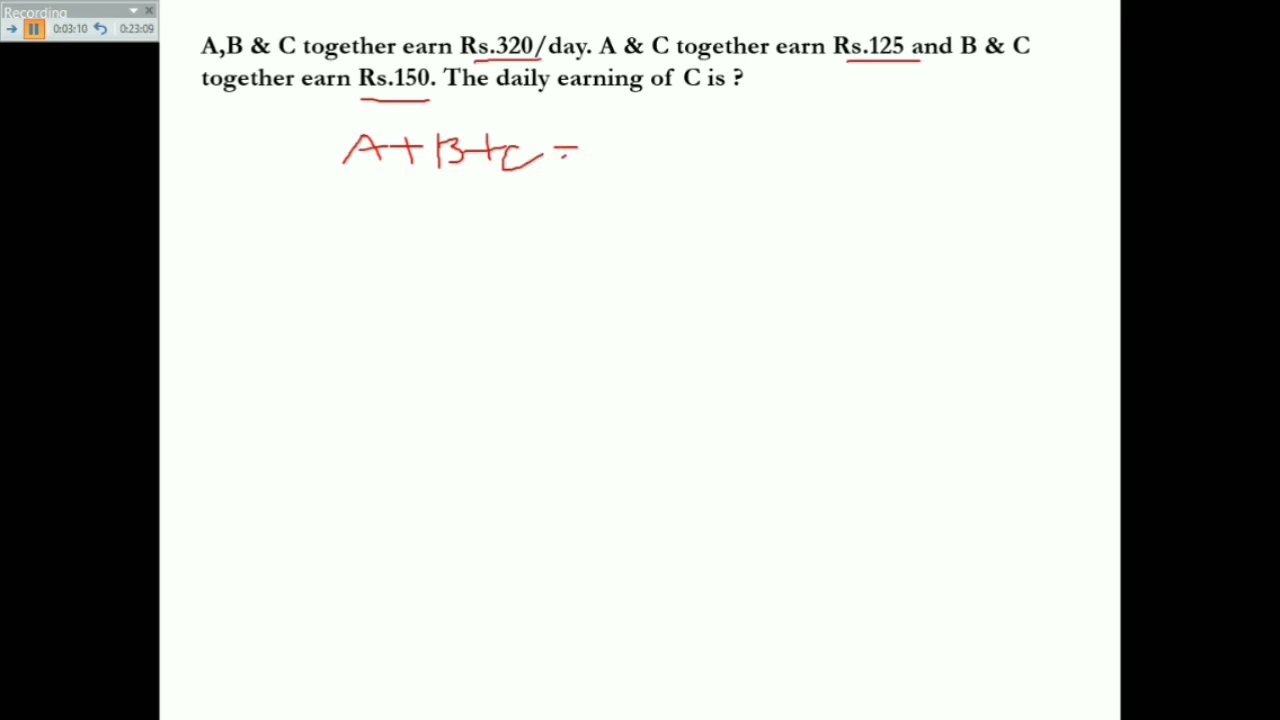 Recording
0:03:10 0:23:09
A,B & C together earn Rs.320/day. A & C together earn Rs.125 and B & C
together earn Rs.150. The daily earning of C is ?
A+B+C =